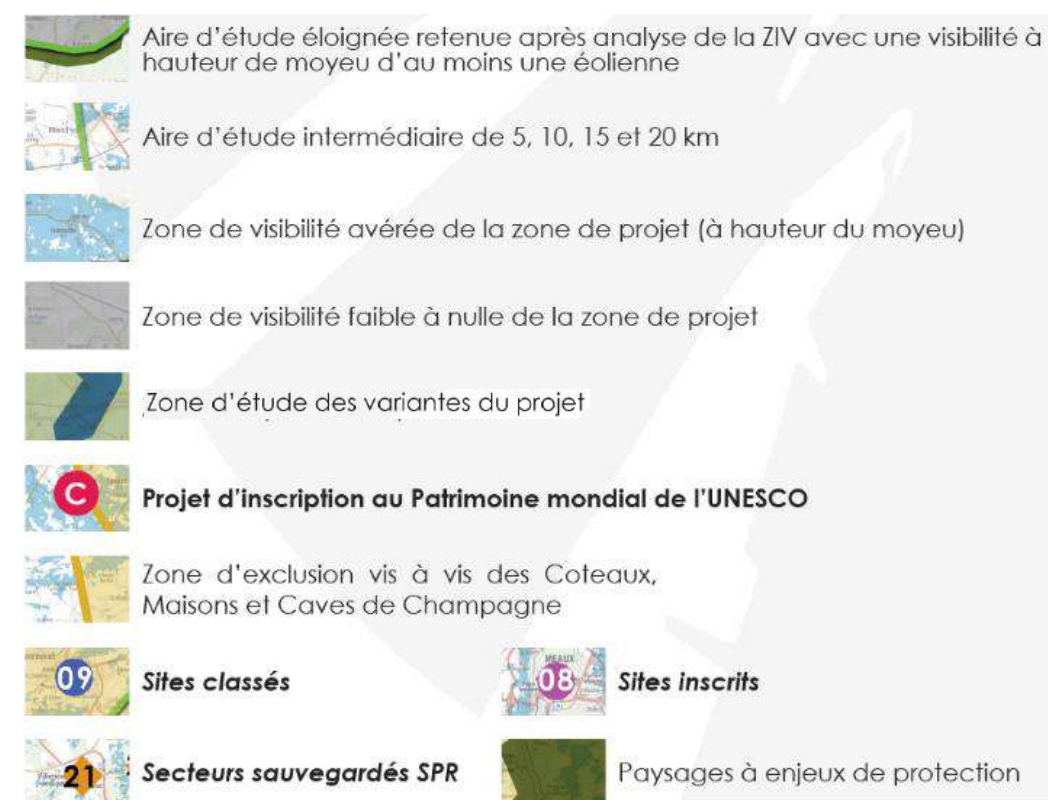 Aire d'étude éloignée retenue après analyse de la ZIV avec une visibilité à
hauteur de moyeu d'au moins une éolienne
Aire d'étude intermédiaire de 5, 10, 15 et 20 km
Zone de visibilité avérée de la zone de projet (à hauteur du moyeu)
Zone de visibilité faible à nulle de la zone de projet
Zone d'étude des variantes du projet
C
Projet d'inscription au Patrimoine mondial de l'UNESCO
Zone d'exclusion vis à vis des Coteaux,
Maisons et Caves de Champagne
09
Sites classés
MEAUX
08
Sites inscrits
21
Secteurs sauvegardés SPR
Paysages à enjeux de protection